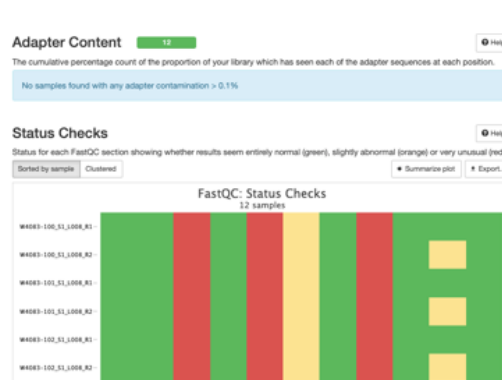 Adapter Content 12
Help
The cumulative percentage count of the proportion of your library which has seen each of the adapter sequences at each position.
No samples found with any adapter contamination > 0.1%
Status Checks
Help
Status for each FastQC section showing whether results seem entirely normal (green), slightly abnormal (orange) or very unusual (red
Sorted by sample Clustered Summarize plot Export.
FastQC: Status Checks
12 samples
W4083-100_S1_L008_R1
W4083-100_S1_L008_R2
W4083-101_S1_L008_R1
W4083-101_S1_L008_R2
W4083-102_S1_L008_R1
W4083-102_S1_L008_R2